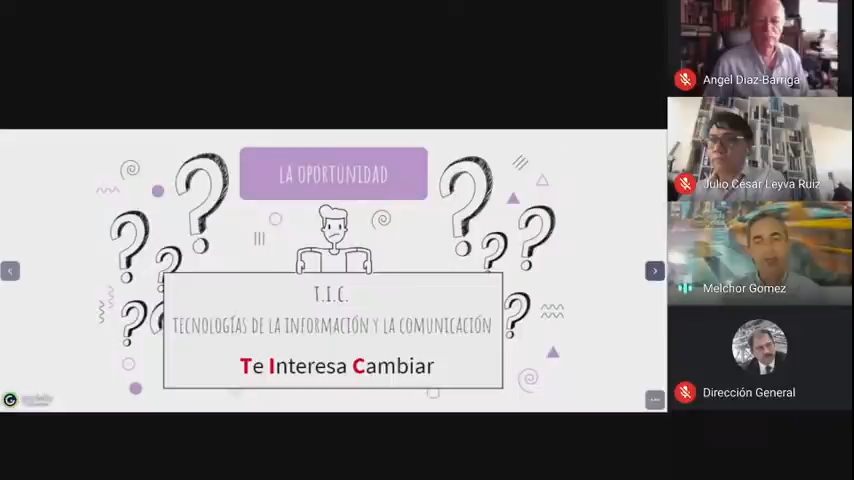 LA OPORTUNIDAD
T.I.C.
TECNOLOGÍAS DE LA INFORMACIÓN Y LA COMUNICACIÓN
Te Interesa Cambiar
Angel Diaz-Barriga
Julio César Leyva Ruiz
Melchor Gomez
Dirección General